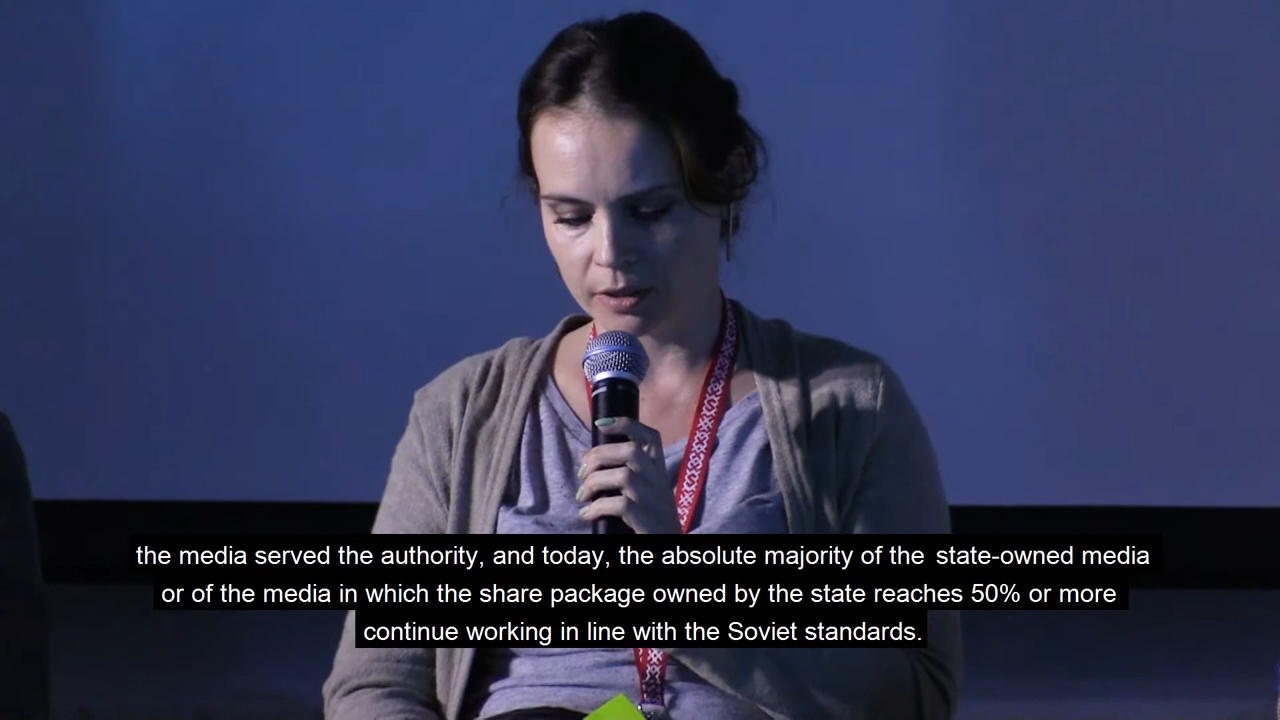 the media served the authority, and today, the absolute majority of the state-owned media
or of the media in which the share package owned by the state reaches 50% or more
continue working in line with the Soviet standards.